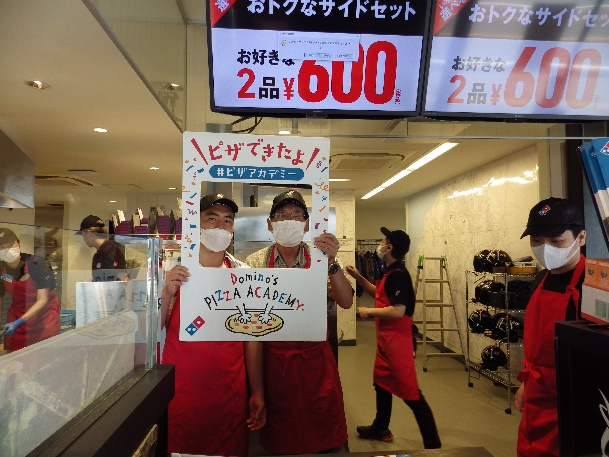 おトクなサイドセット
お好きな
2品¥600
おトクなサイドセッ
お好きな
2品¥600
ピザできたよ
#ピザアカデミー
Domino's
PIZZA ACADEMY